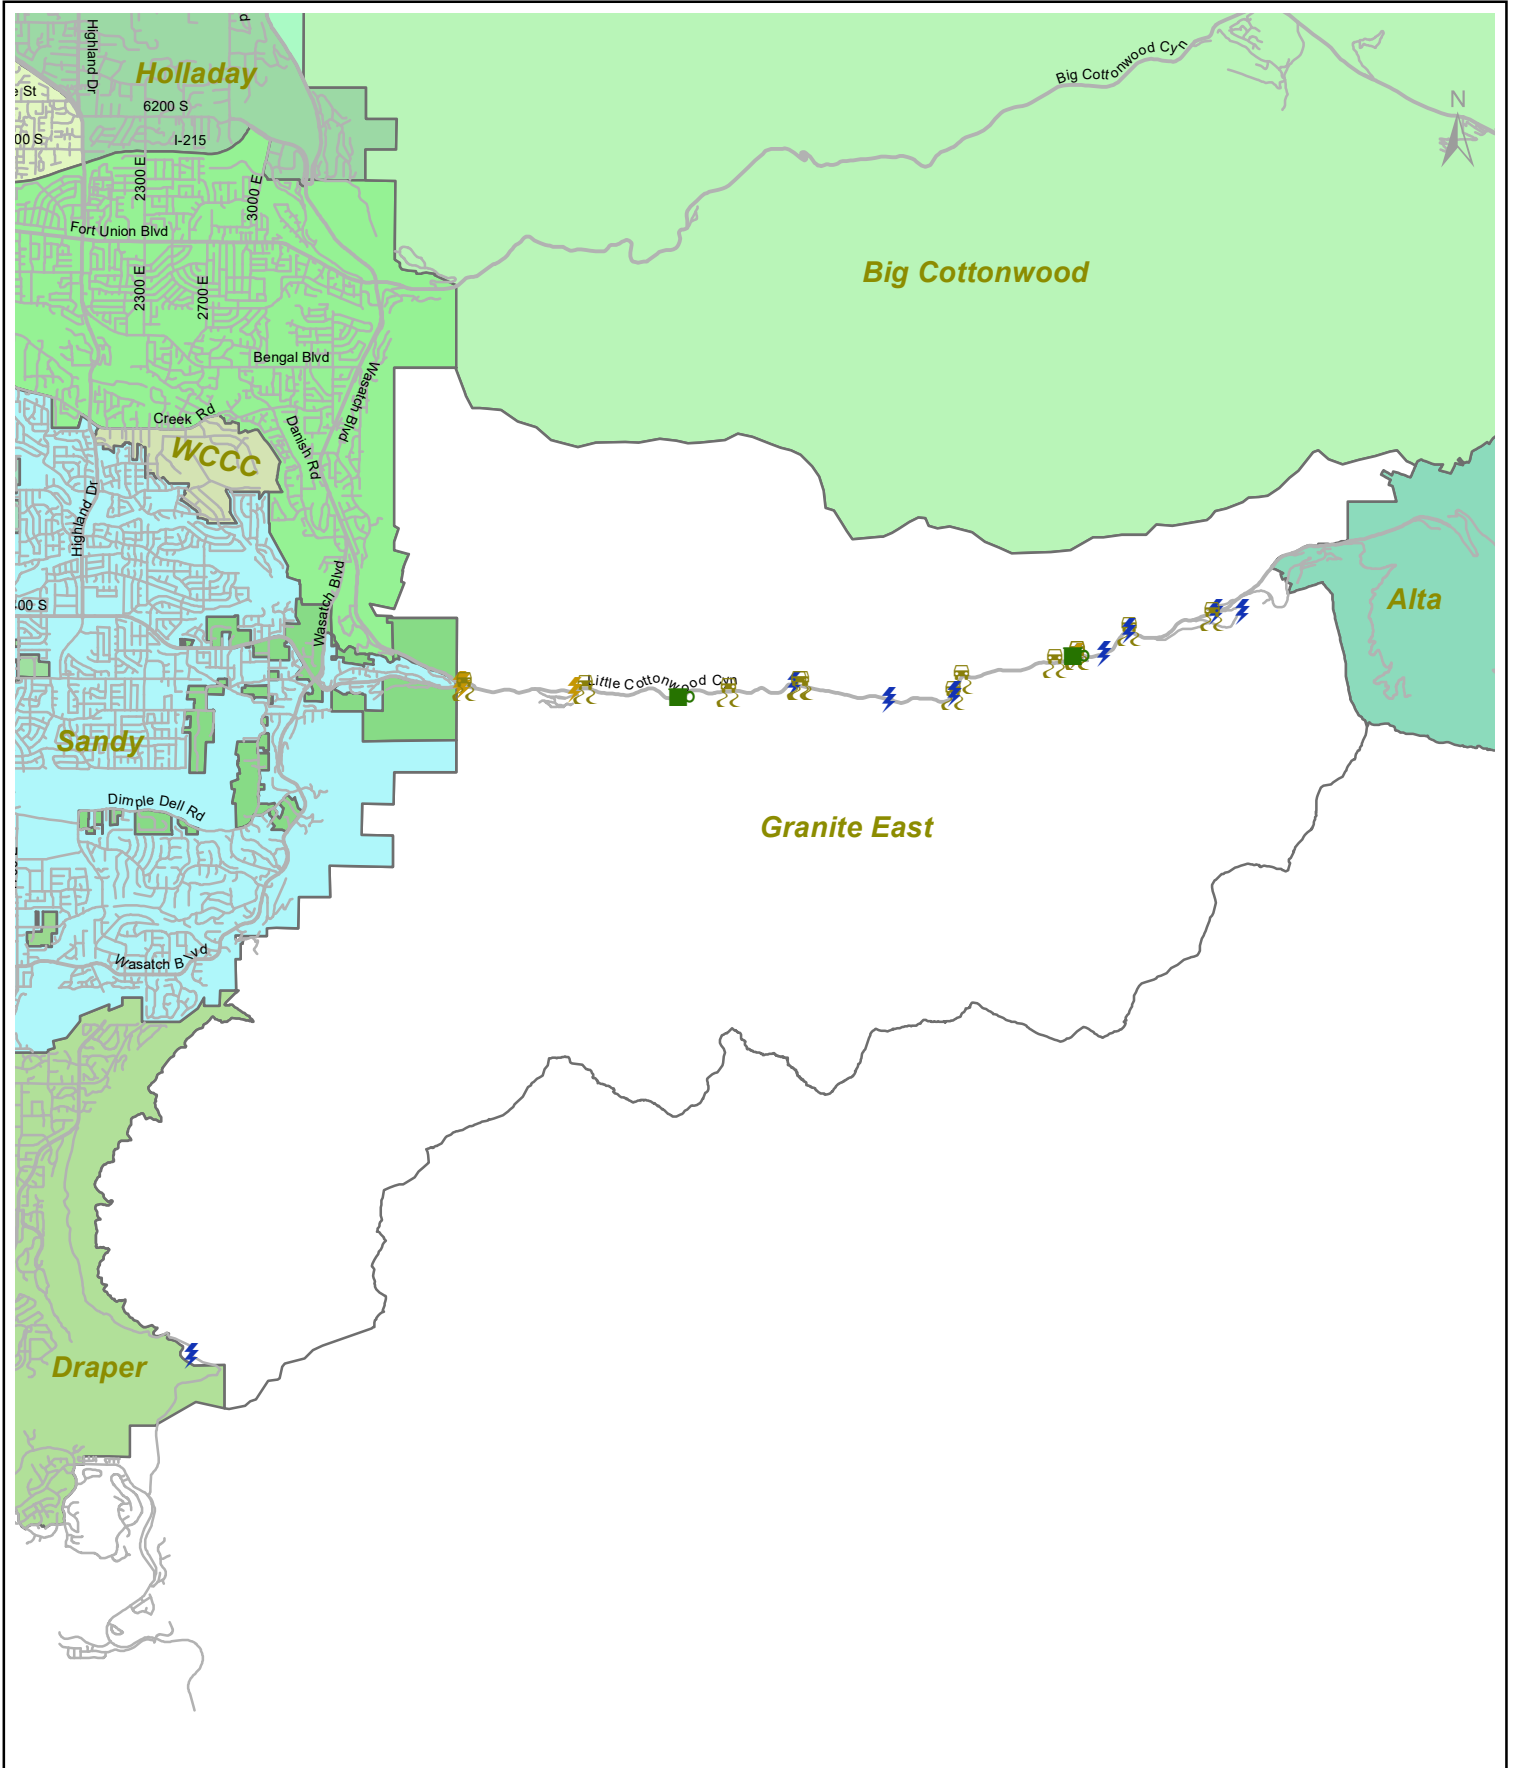 Highland Dr
d
Holladay
e St
6200 S
00 S
I-215
2300 E
3000 E
Fort Union Blvd
2300 E
2700 E
Bengal Blvd
Wasatch Blvd
Creek Rd
WCCC
Danish Rd
Highland Dr
Wasatch Blvd
Big Cottonwood Cyn
N
Big Cottonwood
Alta
Little Cottonwood Cyn
Sandy
Dimple Dell Rd
Granite East
Wasatch Blvd
Draper